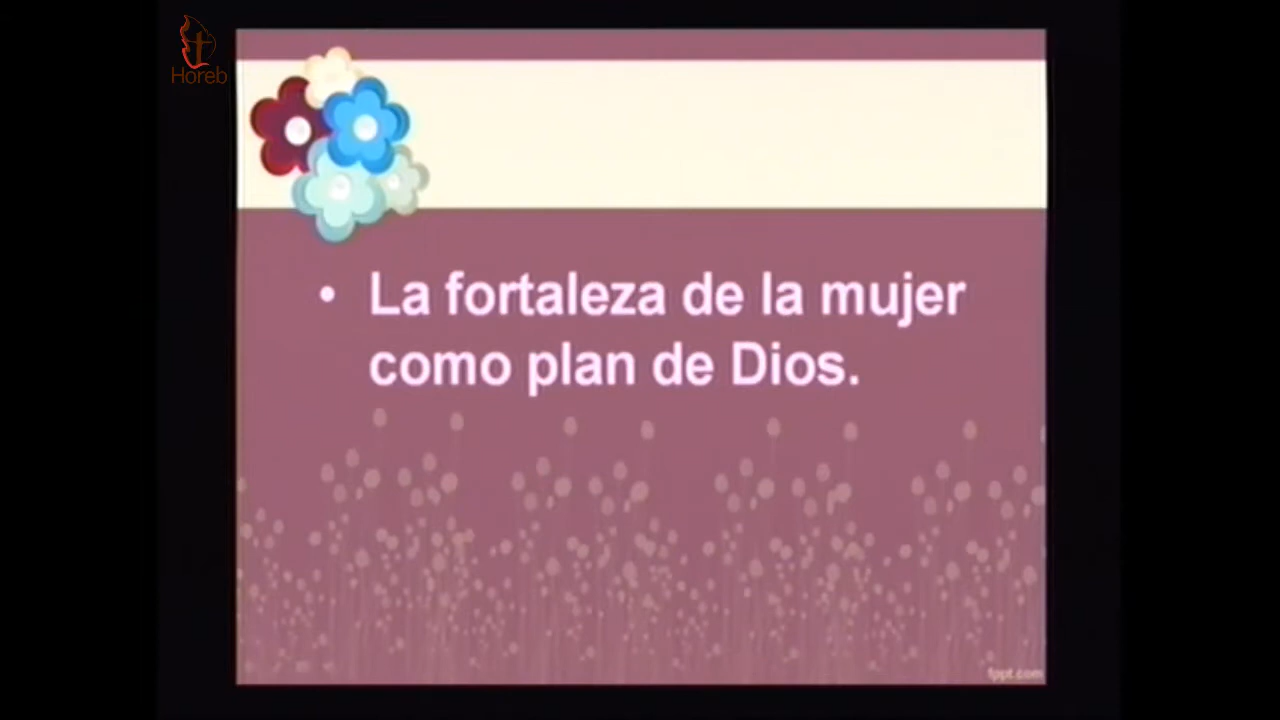 Horeb
• La fortaleza de la mujer
como plan de Dios.
fppt.com